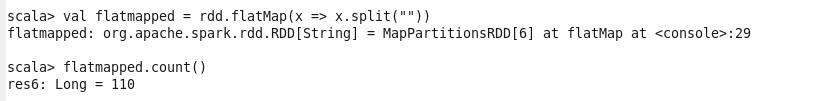 scala> val flatmapped = rdd.flatMap(x => x.split(""))
flatmapped: org.apache.spark.rdd.RDD[String] = MapPartitionsRDD[6] at flatMap at <console>:29
scala> flatmapped.count()
res6: Long = 110